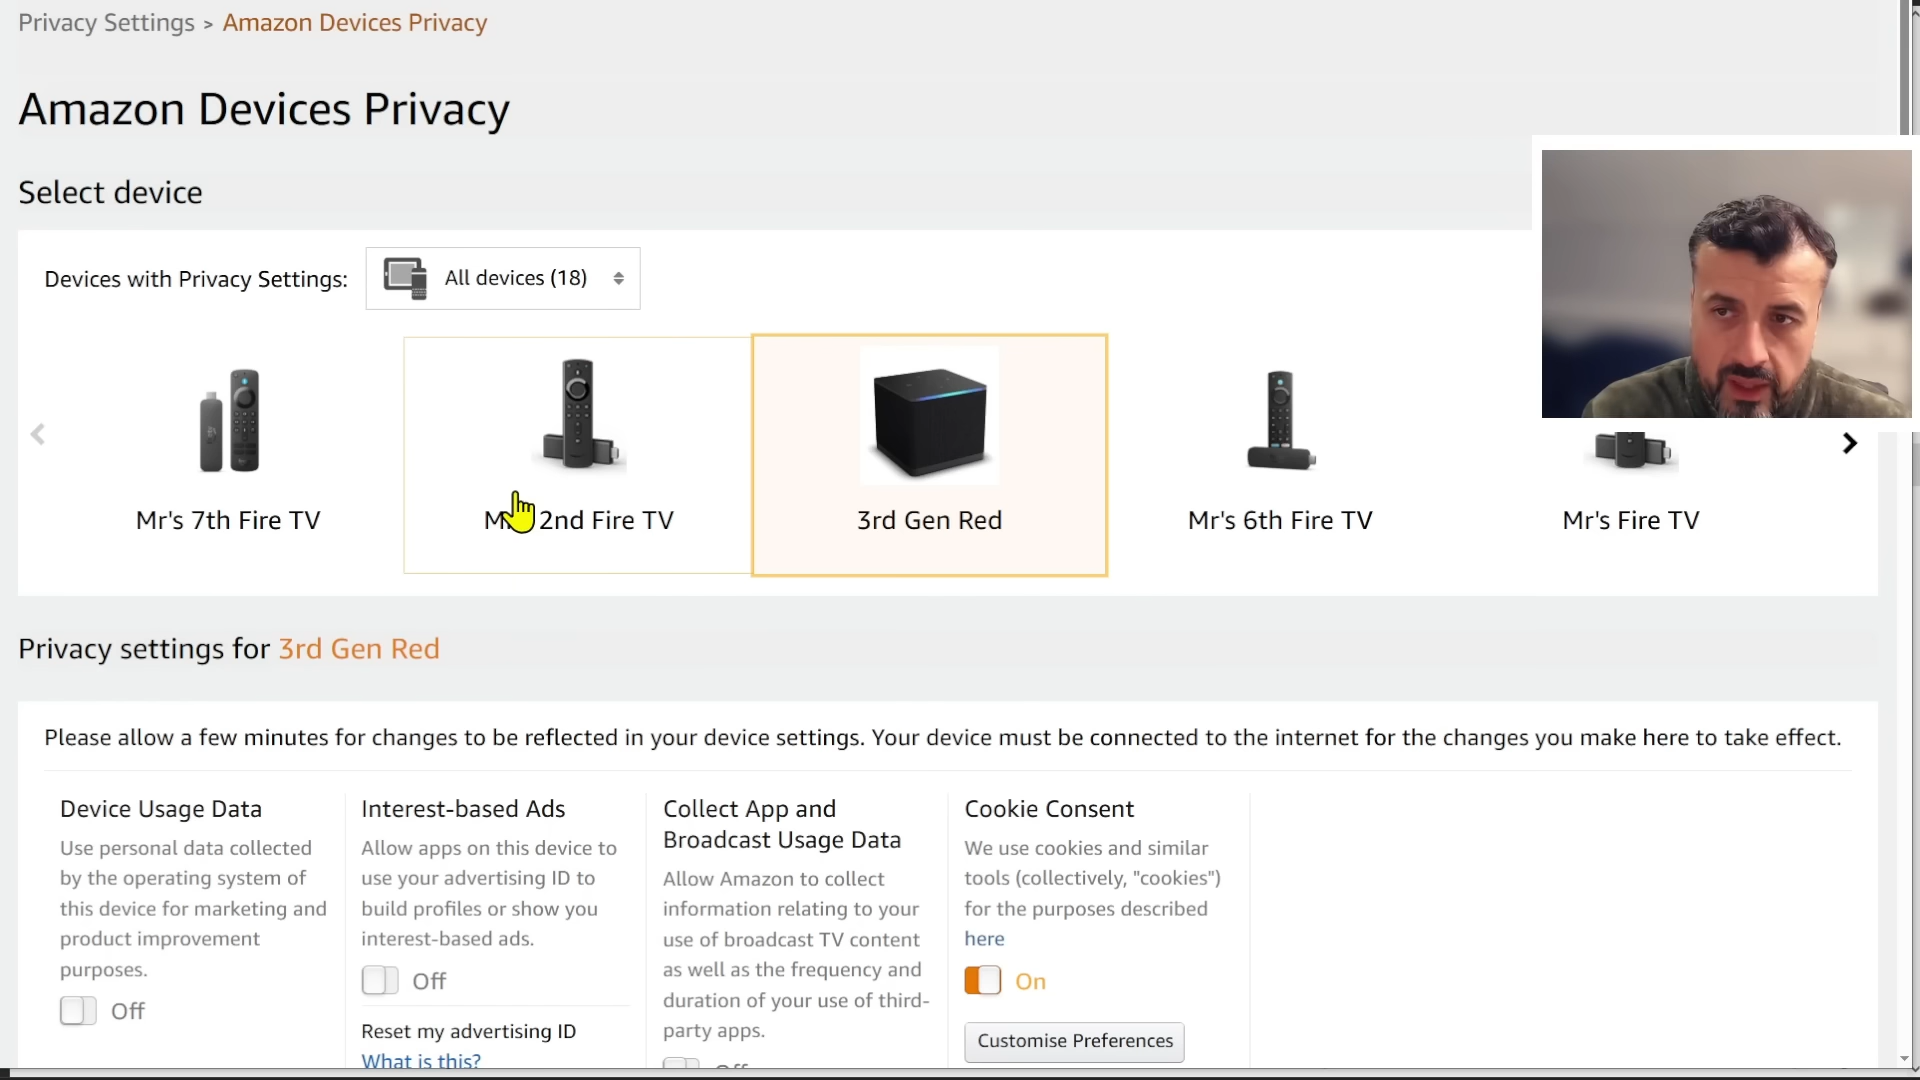 Privacy Settings > Amazon Devices Privacy
Amazon Devices Privacy
Select device
Devices with Privacy Settings:
All devices (18)
Mr's 7th Fire TV
2nd Fire TV
3rd Gen Red
Mr's 6th Fire TV
Mr's Fire TV
Privacy settings for 3rd Gen Red
Please allow a few minutes for changes to be reflected in your device settings. Your device must be connected to the internet for the changes you make here to take effect.
Device Usage Data
Use personal data collected
by the operating system of
this device for marketing and
product improvement
purposes.
Off
Interest-based Ads
Allow apps on this device to
use your advertising ID to
build profiles or show you
interest-based ads.
Off
Reset my advertising ID
What is this?
Collect App and
Broadcast Usage Data
Allow Amazon to collect
information relating to your
use of broadcast TV content
as well as the frequency and
duration of your use of third-
party apps.
Off
Cookie Consent
We use cookies and similar
tools (collectively, "cookies")
for the purposes described
here
On
Customise Preferences